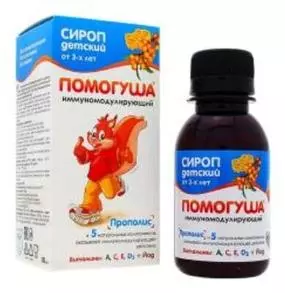 СИРОП
детский
от 3-х лет
ПОМОГУША
иммуномодулирующий
Прополис
+ 5
Витамины А, С, Е, D₃ + Йод
СИРОП
детский
от 3-х лет
ПОМОГУША
иммуномодулирующий
Прополис
+ 5
Витамины: А, С, Е, D₃ + Йод